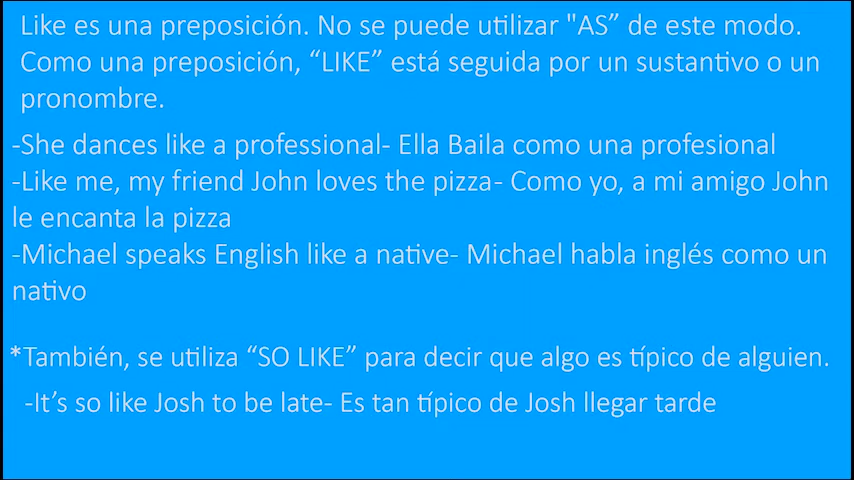 Like es una preposición. No se puede utilizar "AS” de este modo.
Como una preposición, “LIKE” está seguida por un sustantivo o un
pronombre.
-She dances like a professional- Ella Baila como una profesional
-Like me, my friend John loves the pizza- Como yo, a mi amigo John
le encanta la pizza
-Michael speaks English like a native- Michael habla inglés como un
nativo
*También, se utiliza “SO LIKE” para decir que algo es típico de alguien.
-It’s so like Josh to be late- Es tan típico de Josh llegar tarde